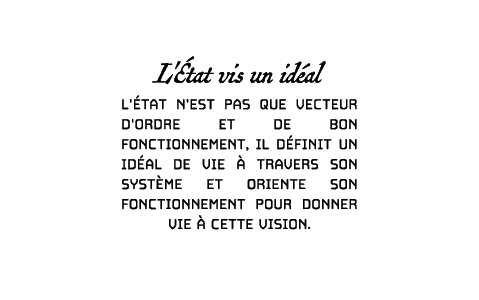 L'État vis un idéal
L'ÉTAT N'EST PAS QUE VECTEUR
D'ORDRE ET DE BON
FONCTIONNEMENT, IL DÉFINIT UN
IDÉAL DE VIE À TRAVERS SON
SYSTÈME ET ORIENTE SON
FONCTIONNEMENT POUR DONNER
VIE À CETTE VISION.